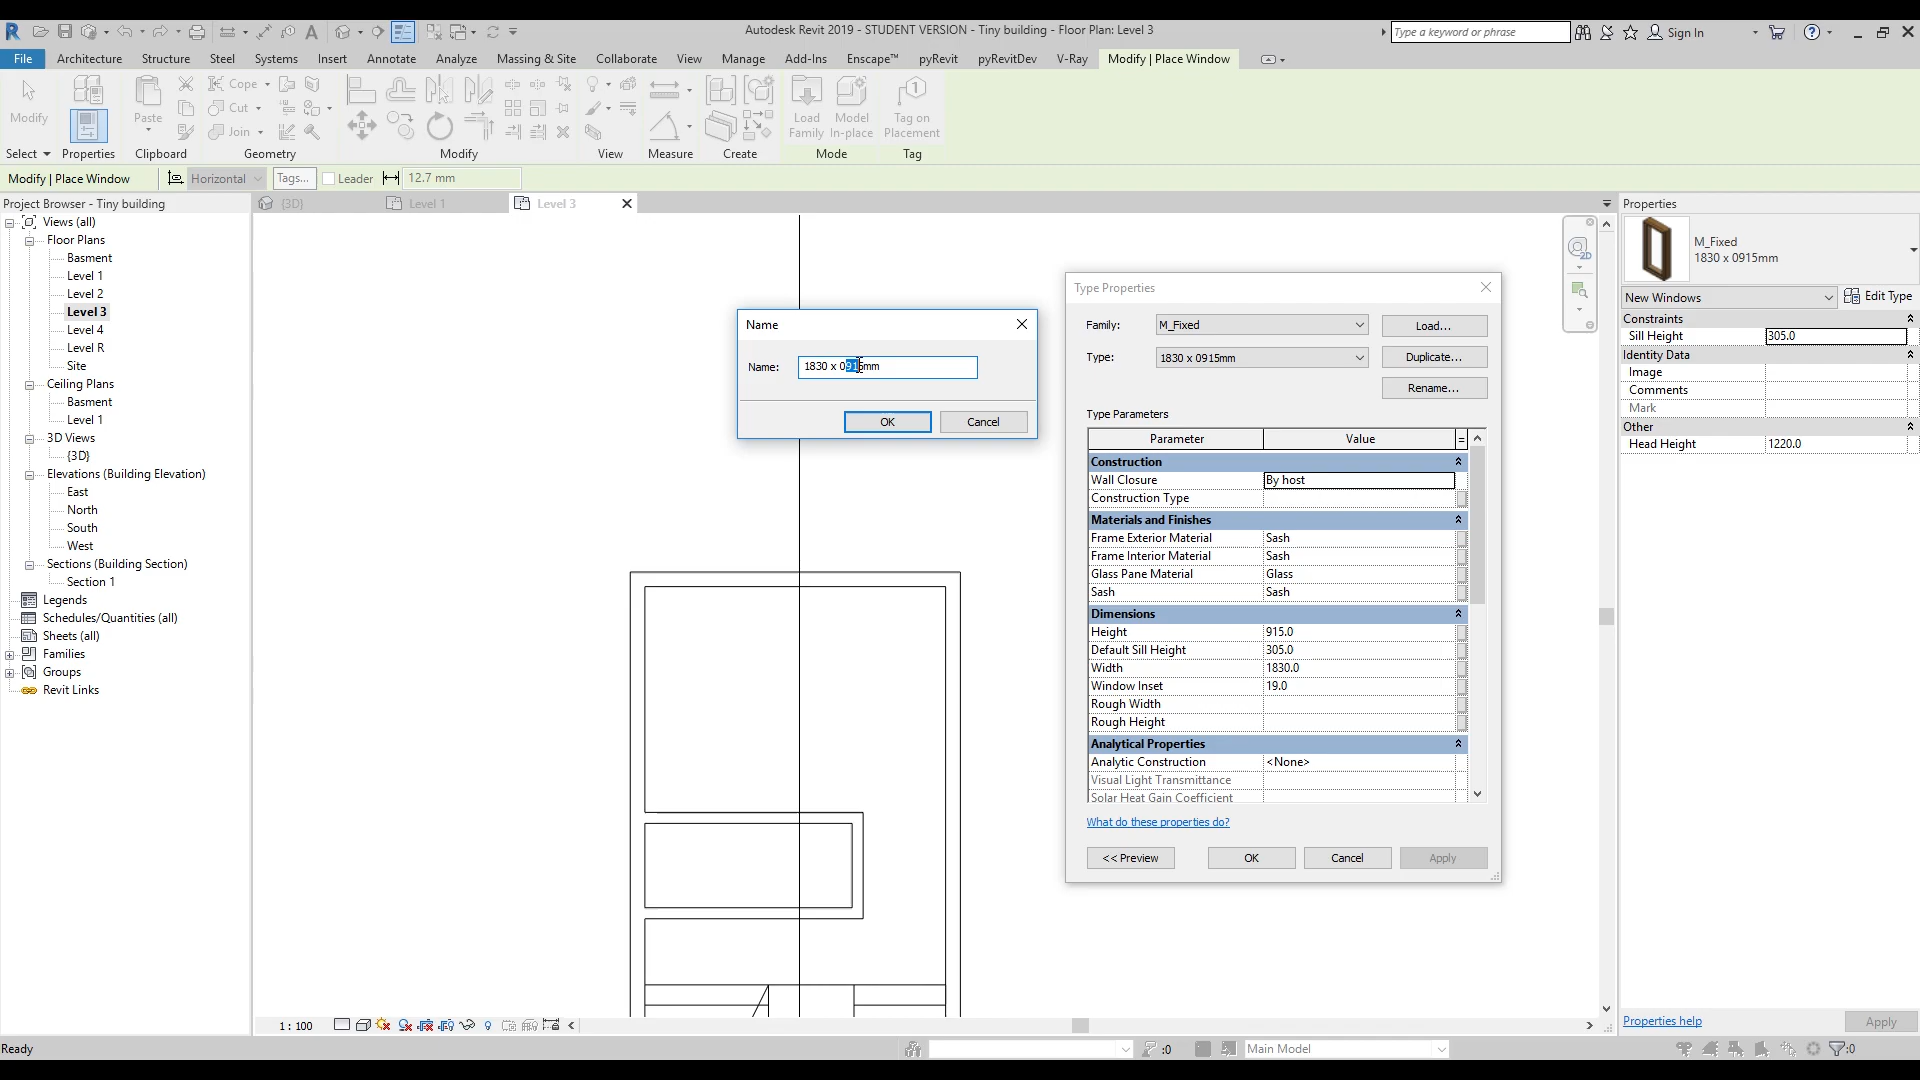 Autodesk Revit 2019 - STUDENT VERSION - Tiny building - Floor Plan: Level 3
Type a keyword or phrase
Sign In
File
Architecture
Structure
Steel
Systems
Insert
Annotate
Analyze
Massing & Site
Collaborate
View
Manage
Add-Ins
Enscape™
pyRevit
pyRevitDev
V-Ray
Modify | Place Window
Modify
Paste
Cope
Cut
Join
Load
Family
Model
In-place
Tag on
Placement
Select
Properties
Clipboard
Geometry
Modify
View
Measure
Create
Mode
Tag
Modify | Place Window
Horizontal
Tags...
Leader
12.7 mm
Project Browser - Tiny building
Views (all)
Floor Plans
Basment
Level 1
Level 2
Level 3
Level 4
Level R
Site
Ceiling Plans
Basment
Level 1
3D Views
{3D}
Elevations (Building Elevation)
East
North
South
West
Sections (Building Section)
Section 1
Legends
Schedules/Quantities (all)
Sheets (all)
Families
Groups
Revit Links
{3D}
Level 1
Level 3
Name
Name:
1830 x 0915mm
OK
Cancel
Type Properties
Family:
M_Fixed
Load...
Type:
1830 x 0915mm
Duplicate...
Rename...
Type Parameters
Parameter
Value
=
Construction
Wall Closure
By host
Construction Type
Materials and Finishes
Frame Exterior Material
Sash
Frame Interior Material
Sash
Glass Pane Material
Glass
Sash
Sash
Dimensions
Height
915.0
Default Sill Height
305.0
Width
1830.0
Window Inset
19.0
Rough Width
Rough Height
Analytical Properties
Analytic Construction
<None>
Visual Light Transmittance
Solar Heat Gain Coefficient
What do these properties do?
<< Preview
OK
Cancel
Apply
2D
Properties
M_Fixed
1830 x 0915mm
New Windows
Edit Type
Constraints
Sill Height
305.0
Identity Data
Image
Comments
Mark
Other
Head Height
1220.0
Properties help
Apply
1 : 100
Ready
:0
Main Model
:0